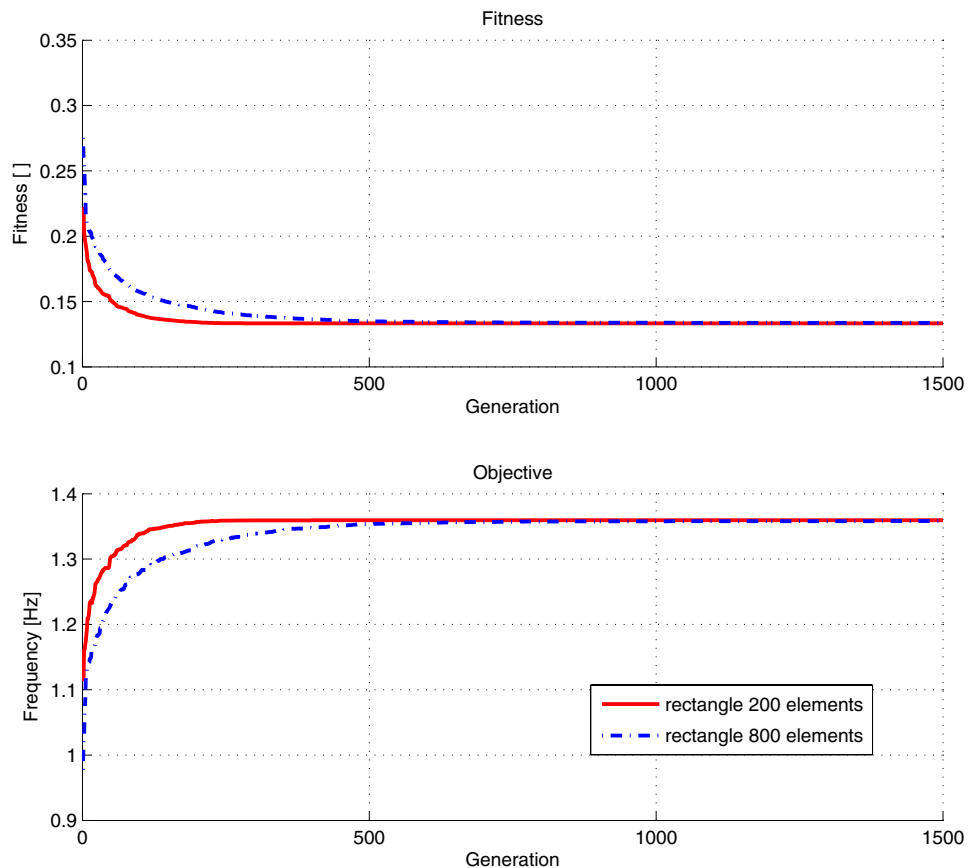 Fitness
0.35
0.3
0.25
0.2
0.15
0.1
Fitness [ ]
0
500
1000
1500
Generation
Objective
1.4
1.3
1.2
1.1
1
0.9
Frequency [Hz]
rectangle 200 elements
rectangle 800 elements
0
500
1000
1500
Generation